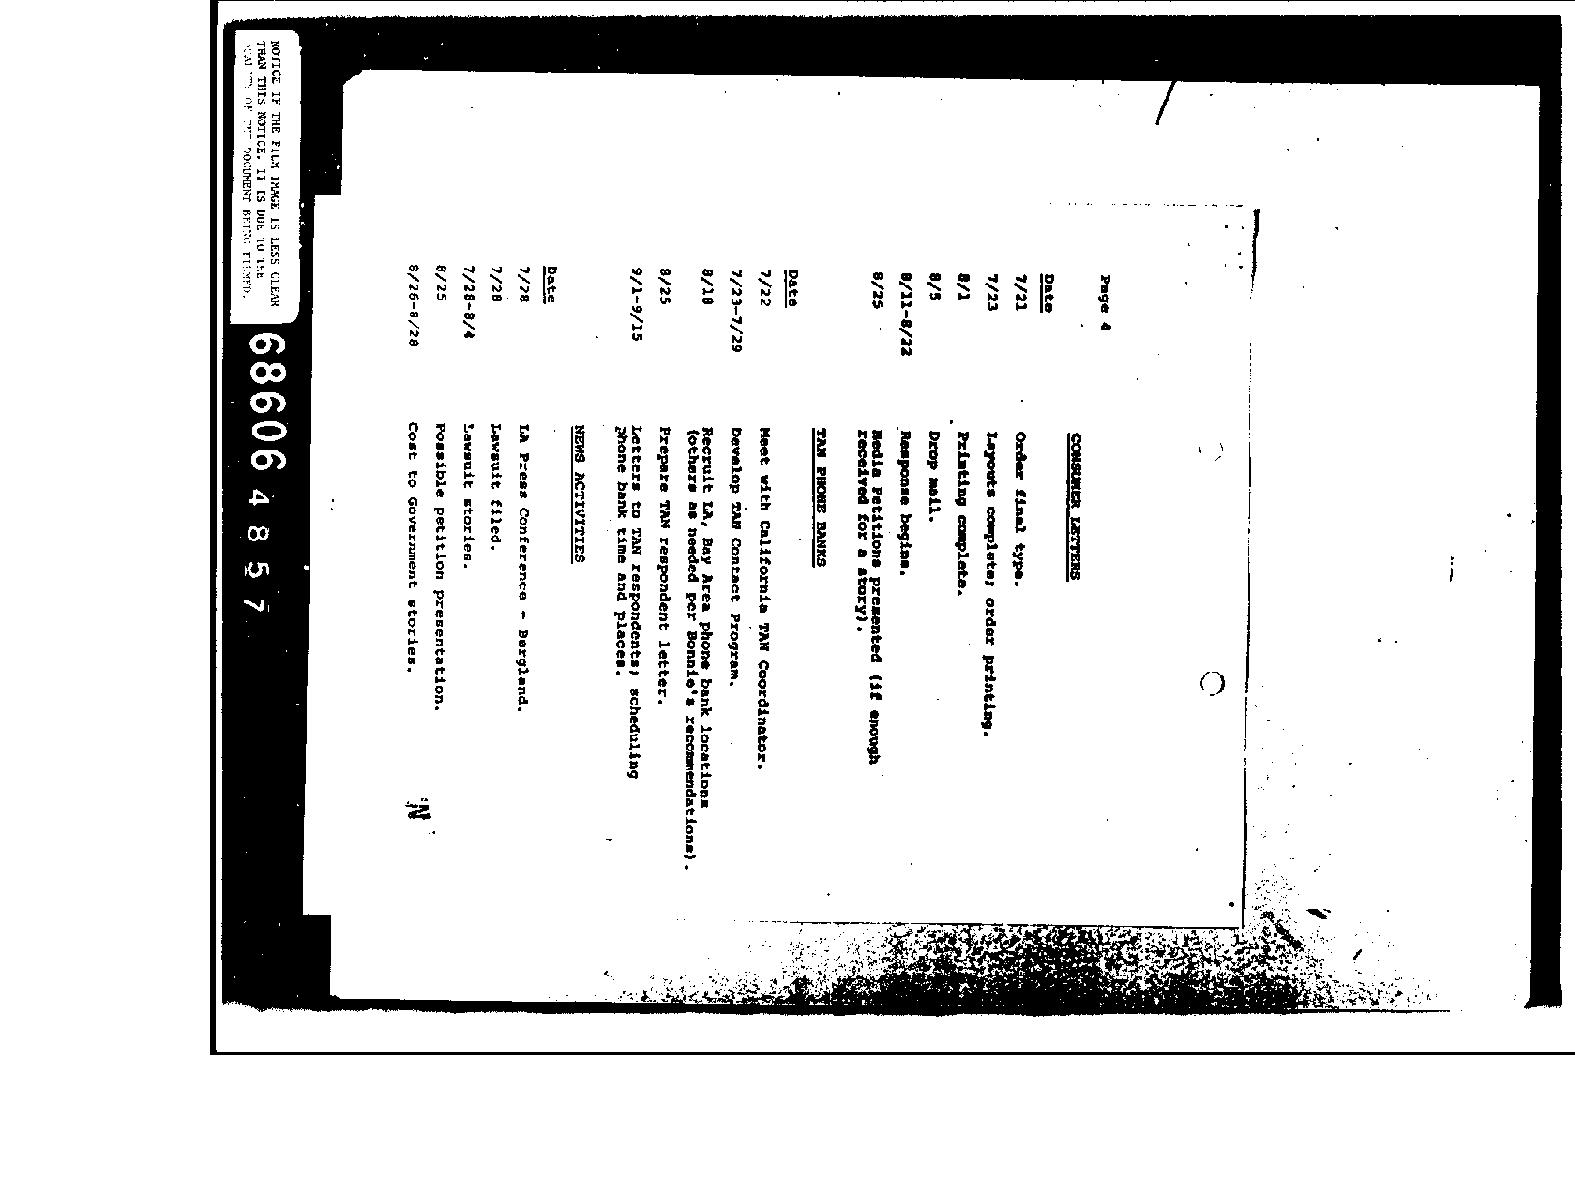 Page 4
CONSUMER LETTERS
Date
7/21 Order final type.
7/23 Layouts complete; order printing.
8/1 Printing complete.
8/5 Drop mail.
8/11-8/22 Response begins.
8/25 Media Petitions presented (if enough
received for a story).
TAN PHONE BANKS
Date
7/22 Meet with California TAN Coordinator.
7/23-7/29 Develop TAN Contact Program.
8/18 Recruit LA, Bay Area phone bank locations
(others as needed per Bonnie's recommendations).
8/25 Prepare TAN respondent letter.
9/1-9/15 Letters to TAN respondents; scheduling
phone bank time and places.
NEWS ACTIVITIES
Date
7/28 LA Press Conference - Bergland.
7/28 Lawsuit filed.
7/28-8/4 Lawsuit stories.
8/25 Possible petition presentation.
8/26-8/28 Cost to Government stories.
NOTICE IF THE FILM IMAGE IS LESS CLEAR
THAN THIS NOTICE, IT IS DUE TO THE
OF THE DOCUMENT BEING FILMED.
68606 4857